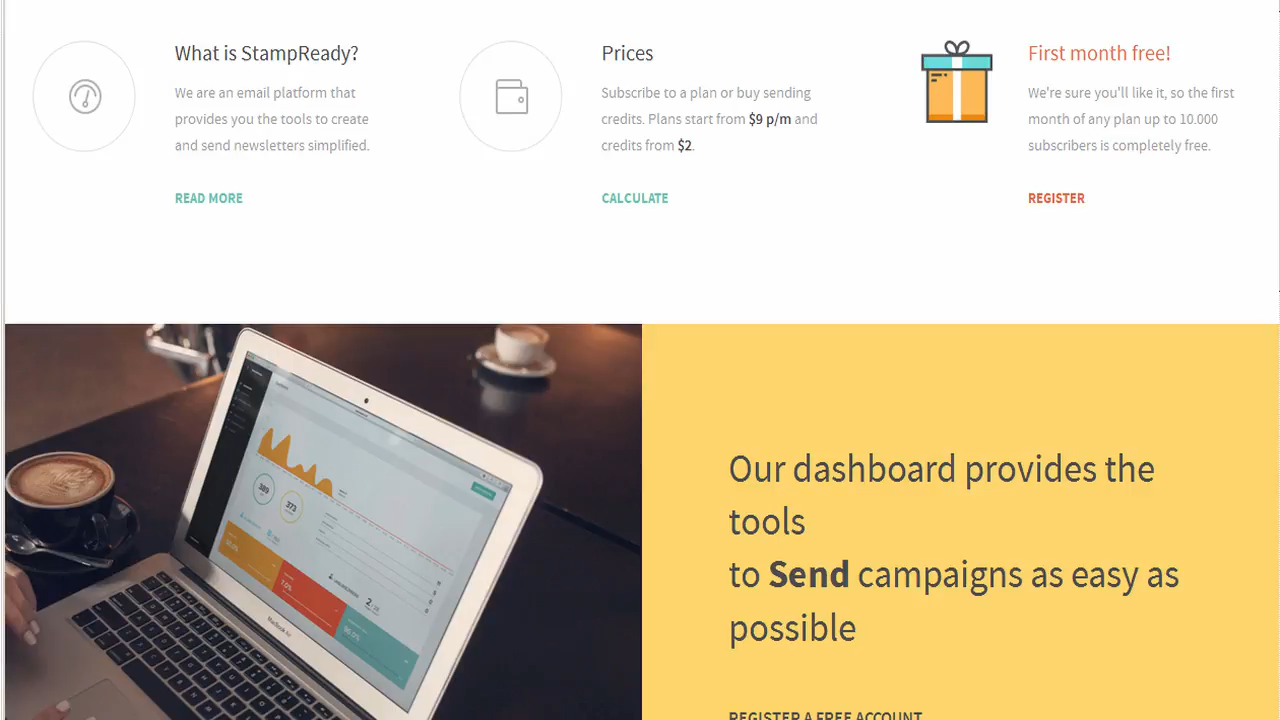 What is StampReady?
We are an email platform that
provides you the tools to create
and send newsletters simplified.
READ MORE
Prices
Subscribe to a plan or buy sending
credits. Plans start from $9 p/m and
credits from $2.
CALCULATE
First month free!
We're sure you'll like it, so the first
month of any plan up to 10.000
subscribers is completely free.
REGISTER
389
373
MacBook Air
Our dashboard provides the
tools
to Send campaigns as easy as
possible
REGISTER A FREE ACCOUNT